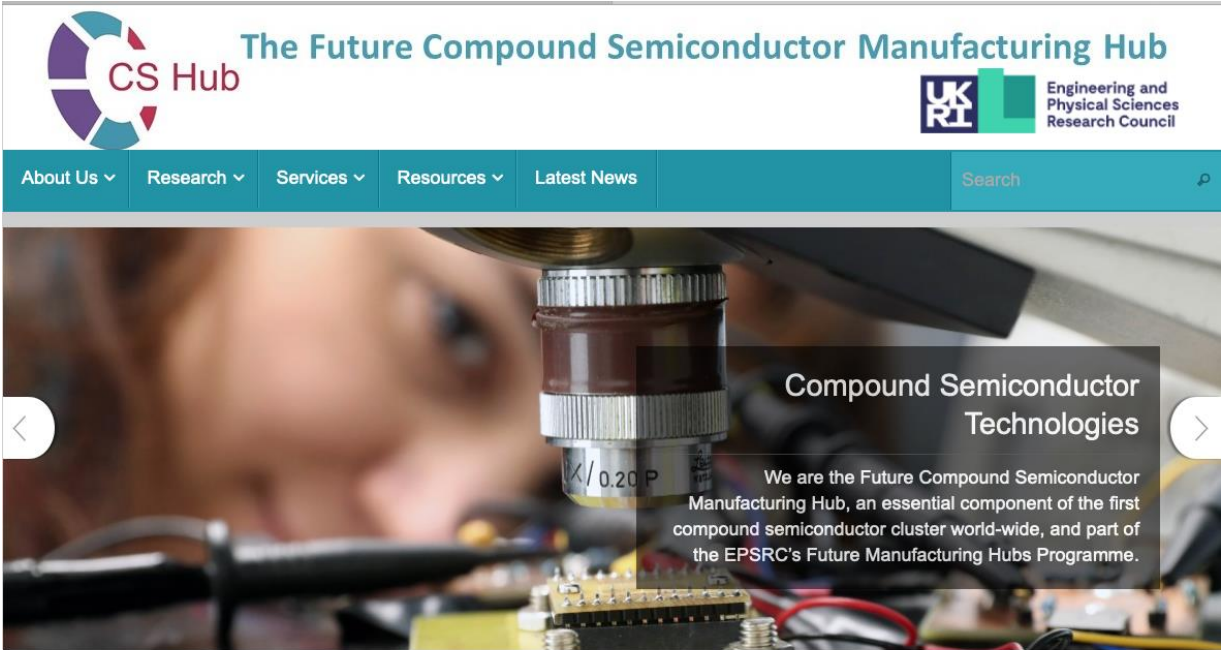 CS Hub
The Future Compound Semiconductor Manufacturing Hub
UK
RI
Engineering and
Physical Sciences
Research Council
About Us
Research
Services
Resources
Latest News
Search
Compound Semiconductor
Technologies
We are the Future Compound Semiconductor
Manufacturing Hub, an essential component of the first
compound semiconductor cluster world-wide, and part of
the EPSRC's Future Manufacturing Hubs Programme.
X/ 0.20 P